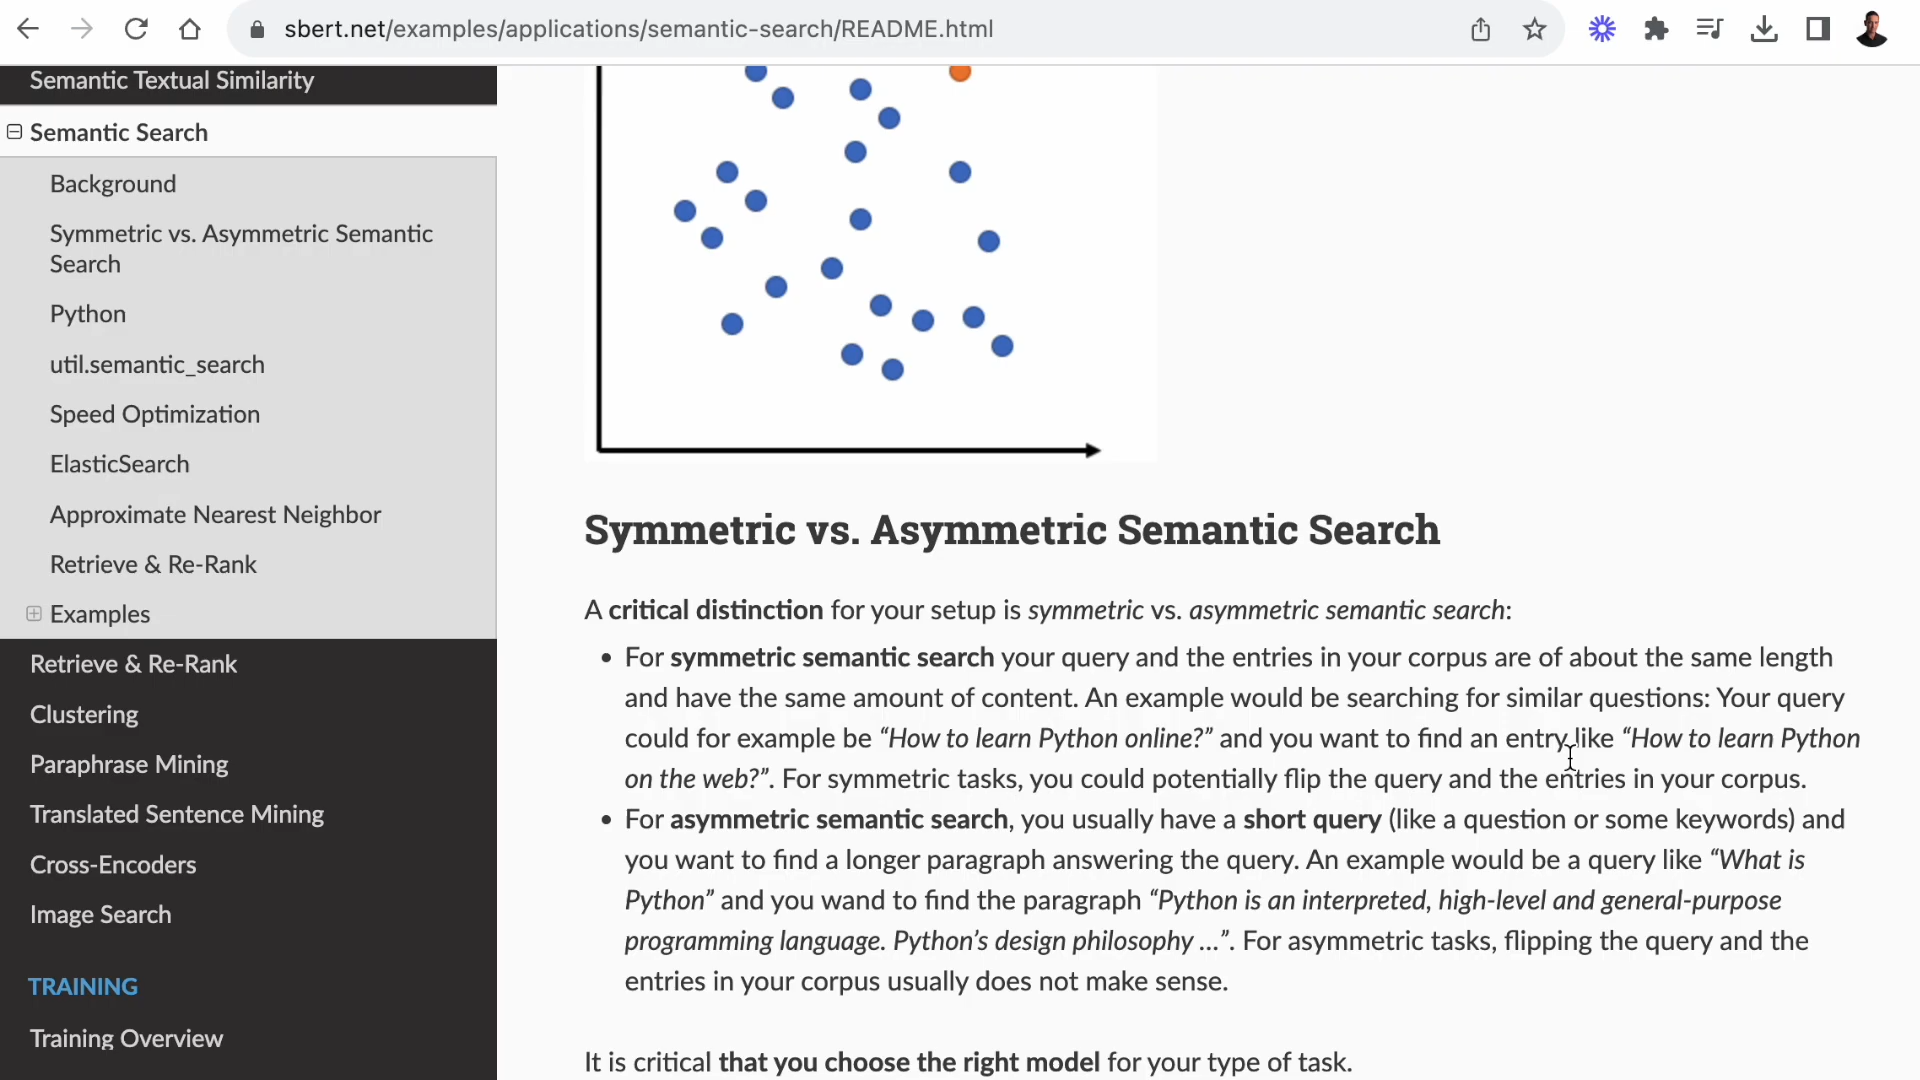 sbert.net/examples/applications/semantic-search/README.html
Semantic Textual Similarity
Semantic Search
Background
Symmetric vs. Asymmetric Semantic
Search
Python
util.semantic_search
Speed Optimization
ElasticSearch
Approximate Nearest Neighbor
Retrieve & Re-Rank
Examples
Retrieve & Re-Rank
Clustering
Paraphrase Mining
Translated Sentence Mining
Cross-Encoders
Image Search
TRAINING
Training Overview
Symmetric vs. Asymmetric Semantic Search
A critical distinction for your setup is symmetric vs. asymmetric semantic search:
• For symmetric semantic search your query and the entries in your corpus are of about the same length
and have the same amount of content. An example would be searching for similar questions: Your query
could for example be “How to learn Python online?” and you want to find an entry like “How to learn Python
on the web?”. For symmetric tasks, you could potentially flip the query and the entries in your corpus.
• For asymmetric semantic search, you usually have a short query (like a question or some keywords) and
you want to find a longer paragraph answering the query. An example would be a query like “What is
Python” and you wand to find the paragraph “Python is an interpreted, high-level and general-purpose
programming language. Python’s design philosophy …”. For asymmetric tasks, flipping the query and the
entries in your corpus usually does not make sense.
It is critical that you choose the right model for your type of task.